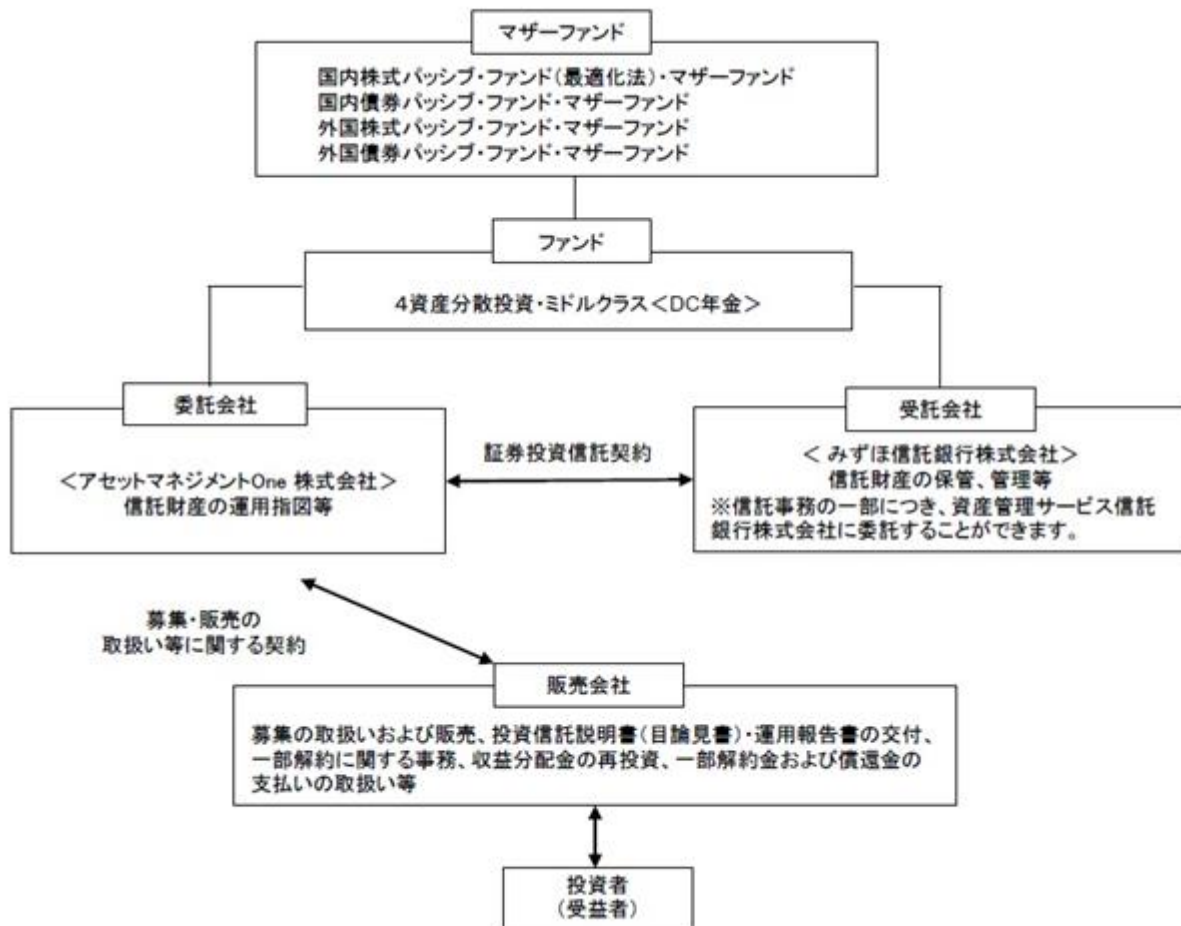 マザーファンド
国内株式パッシブ・ファンド(最適化法)・マザーファンド
国内債券パッシブ・ファンド・マザーファンド
外国株式パッシブ・ファンド・マザーファンド
外国債券パッシブ・ファンド・マザーファンド
ファンド
4資産分散投資・ミドルクラス<DC年金>
委託会社
<アセットマネジメントOne 株式会社>
信託財産の運用指図等
証券投資信託契約
受託会社
< みずほ信託銀行株式会社>
信託財産の保管、管理等
※信託事務の一部につき、資産管理サービス信託
銀行株式会社に委託することができます。
募集・販売の
取扱い等に関する契約
販売会社
募集の取扱いおよび販売、投資信託説明書(目論見書)・運用報告書の交付、
一部解約に関する事務、収益分配金の再投資、一部解約金および償還金の
支払いの取扱い等
投資者
(受益者)